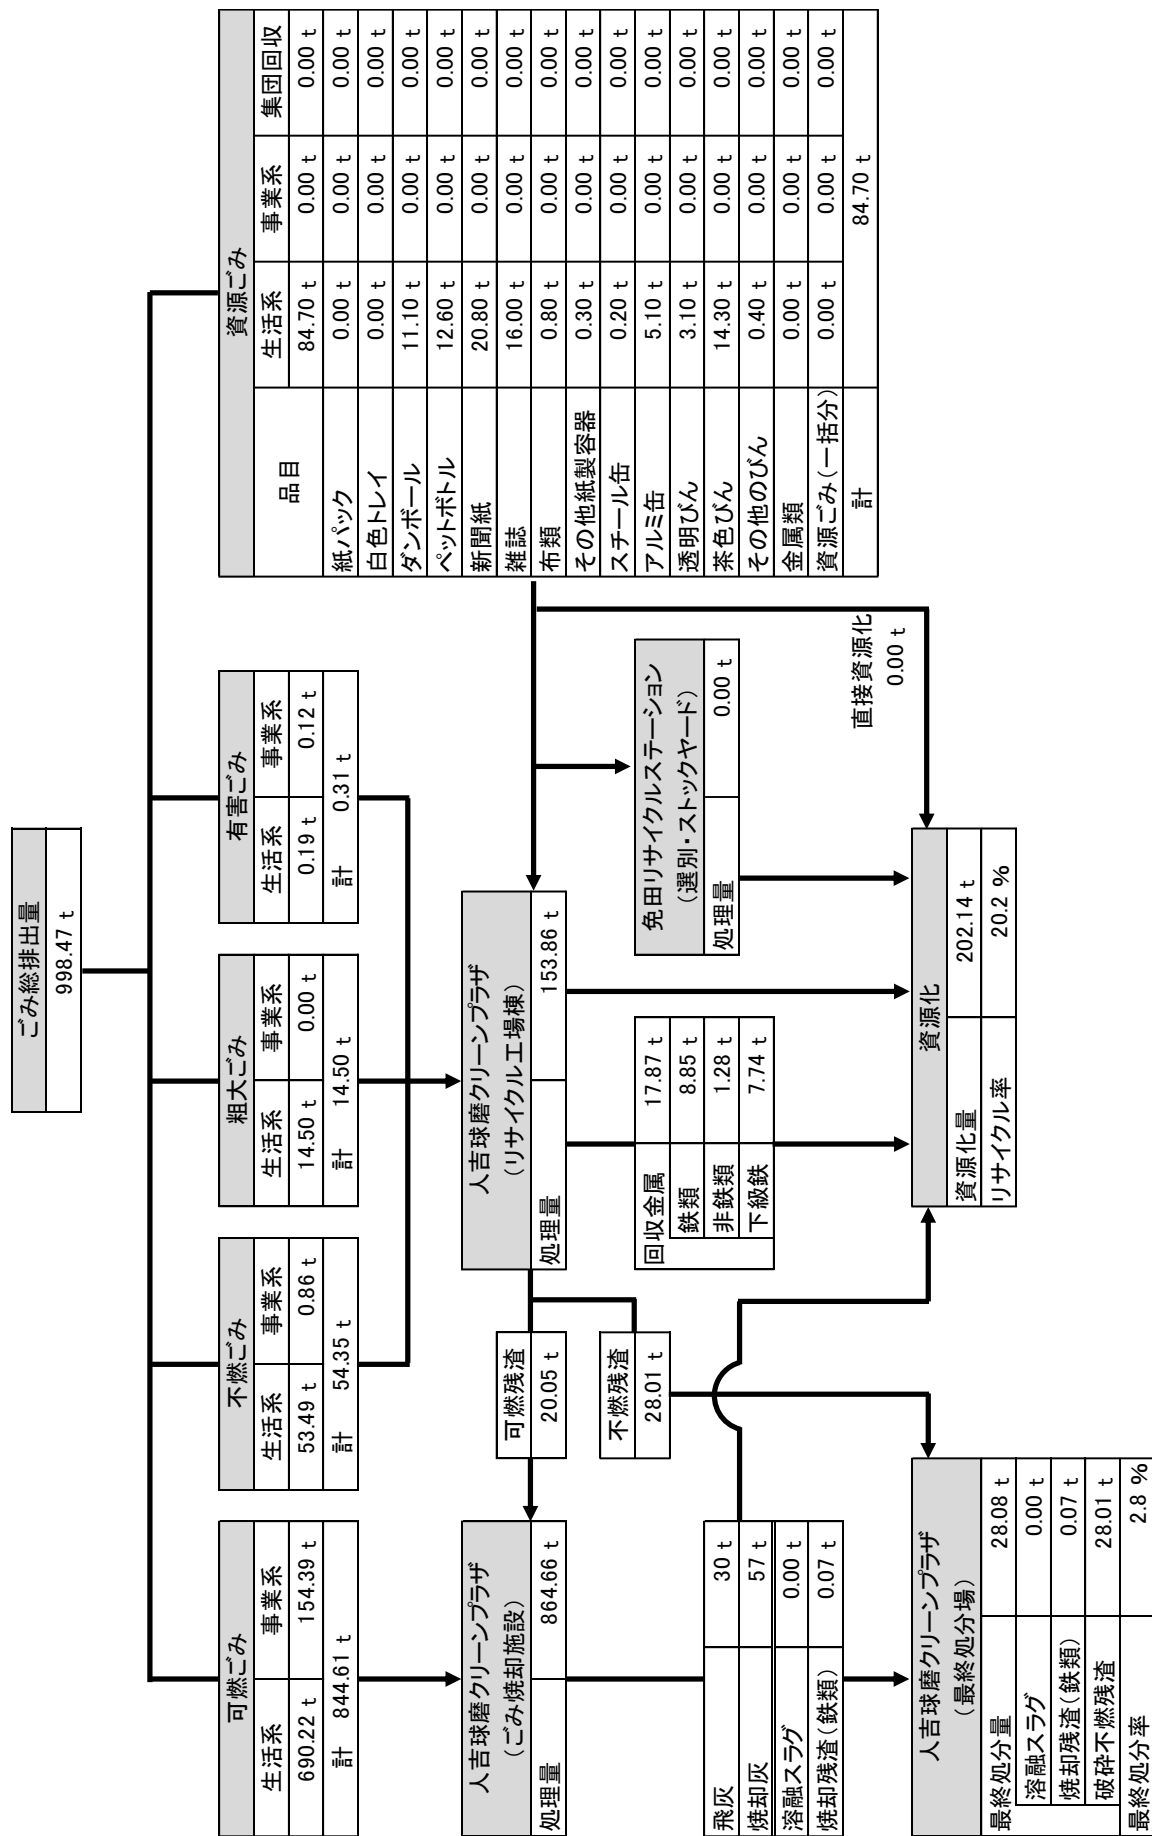 ごみ総排出量
998.47 t
可燃ごみ
生活系 事業系
690.22 t 154.39 t
計 844.61 t
不燃ごみ
生活系 事業系
53.49 t 0.86 t
計 54.35 t
粗大ごみ
生活系 事業系
14.50 t 0.00 t
計 14.50 t
有害ごみ
生活系 事業系
0.19 t 0.12 t
計 0.31 t
資源ごみ
品目 生活系 事業系 集団回収
84.70 t 0.00 t 0.00 t
紙パック 0.00 t 0.00 t 0.00 t
白色トレイ 0.00 t 0.00 t 0.00 t
ダンボール 11.10 t 0.00 t 0.00 t
ペットボトル 12.60 t 0.00 t 0.00 t
新聞紙 20.80 t 0.00 t 0.00 t
雑誌 16.00 t 0.00 t 0.00 t
布類 0.80 t 0.00 t 0.00 t
その他紙製容器 0.30 t 0.00 t 0.00 t
スチール缶 0.20 t 0.00 t 0.00 t
アルミ缶 5.10 t 0.00 t 0.00 t
透明びん 3.10 t 0.00 t 0.00 t
茶色びん 14.30 t 0.00 t 0.00 t
その他のびん 0.40 t 0.00 t 0.00 t
金属類 0.00 t 0.00 t 0.00 t
資源ごみ(一括分) 0.00 t 0.00 t 0.00 t
計 84.70 t
人吉球磨クリーンプラザ
(ごみ焼却施設)
処理量 864.66 t
可燃残渣
20.05 t
不燃残渣
28.01 t
人吉球磨クリーンプラザ
(リサイクル工場棟)
処理量 153.86 t
回収金属 17.87 t
鉄類 8.85 t
非鉄類 1.28 t
下級鉄 7.74 t
免田リサイクルステーション
(選別・ストックヤード)
処理量 0.00 t
直接資源化
0.00 t
飛灰 30 t
焼却灰 57 t
溶融スラグ 0.00 t
焼却残渣(鉄類) 0.07 t
人吉球磨クリーンプラザ
(最終処分場)
最終処分量 28.08 t
溶融スラグ 0.00 t
焼却残渣(鉄類) 0.07 t
破砕不燃残渣 28.01 t
最終処分率 2.8 %
資源化
資源化量 202.14 t
リサイクル率 20.2 %